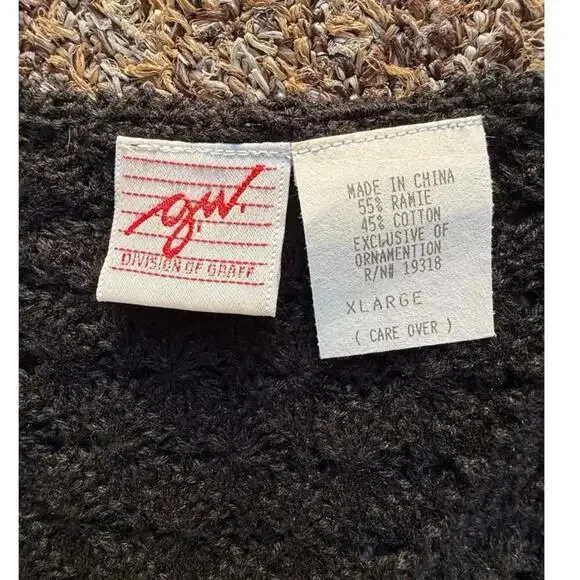 g.w.
DIVISION OF GRAFF
MADE IN CHINA
55% RAMIE
45% COTTON
EXCLUSIVE OF
ORNAMENTION
R/N# 19318
XLARGE
( CARE OVER )